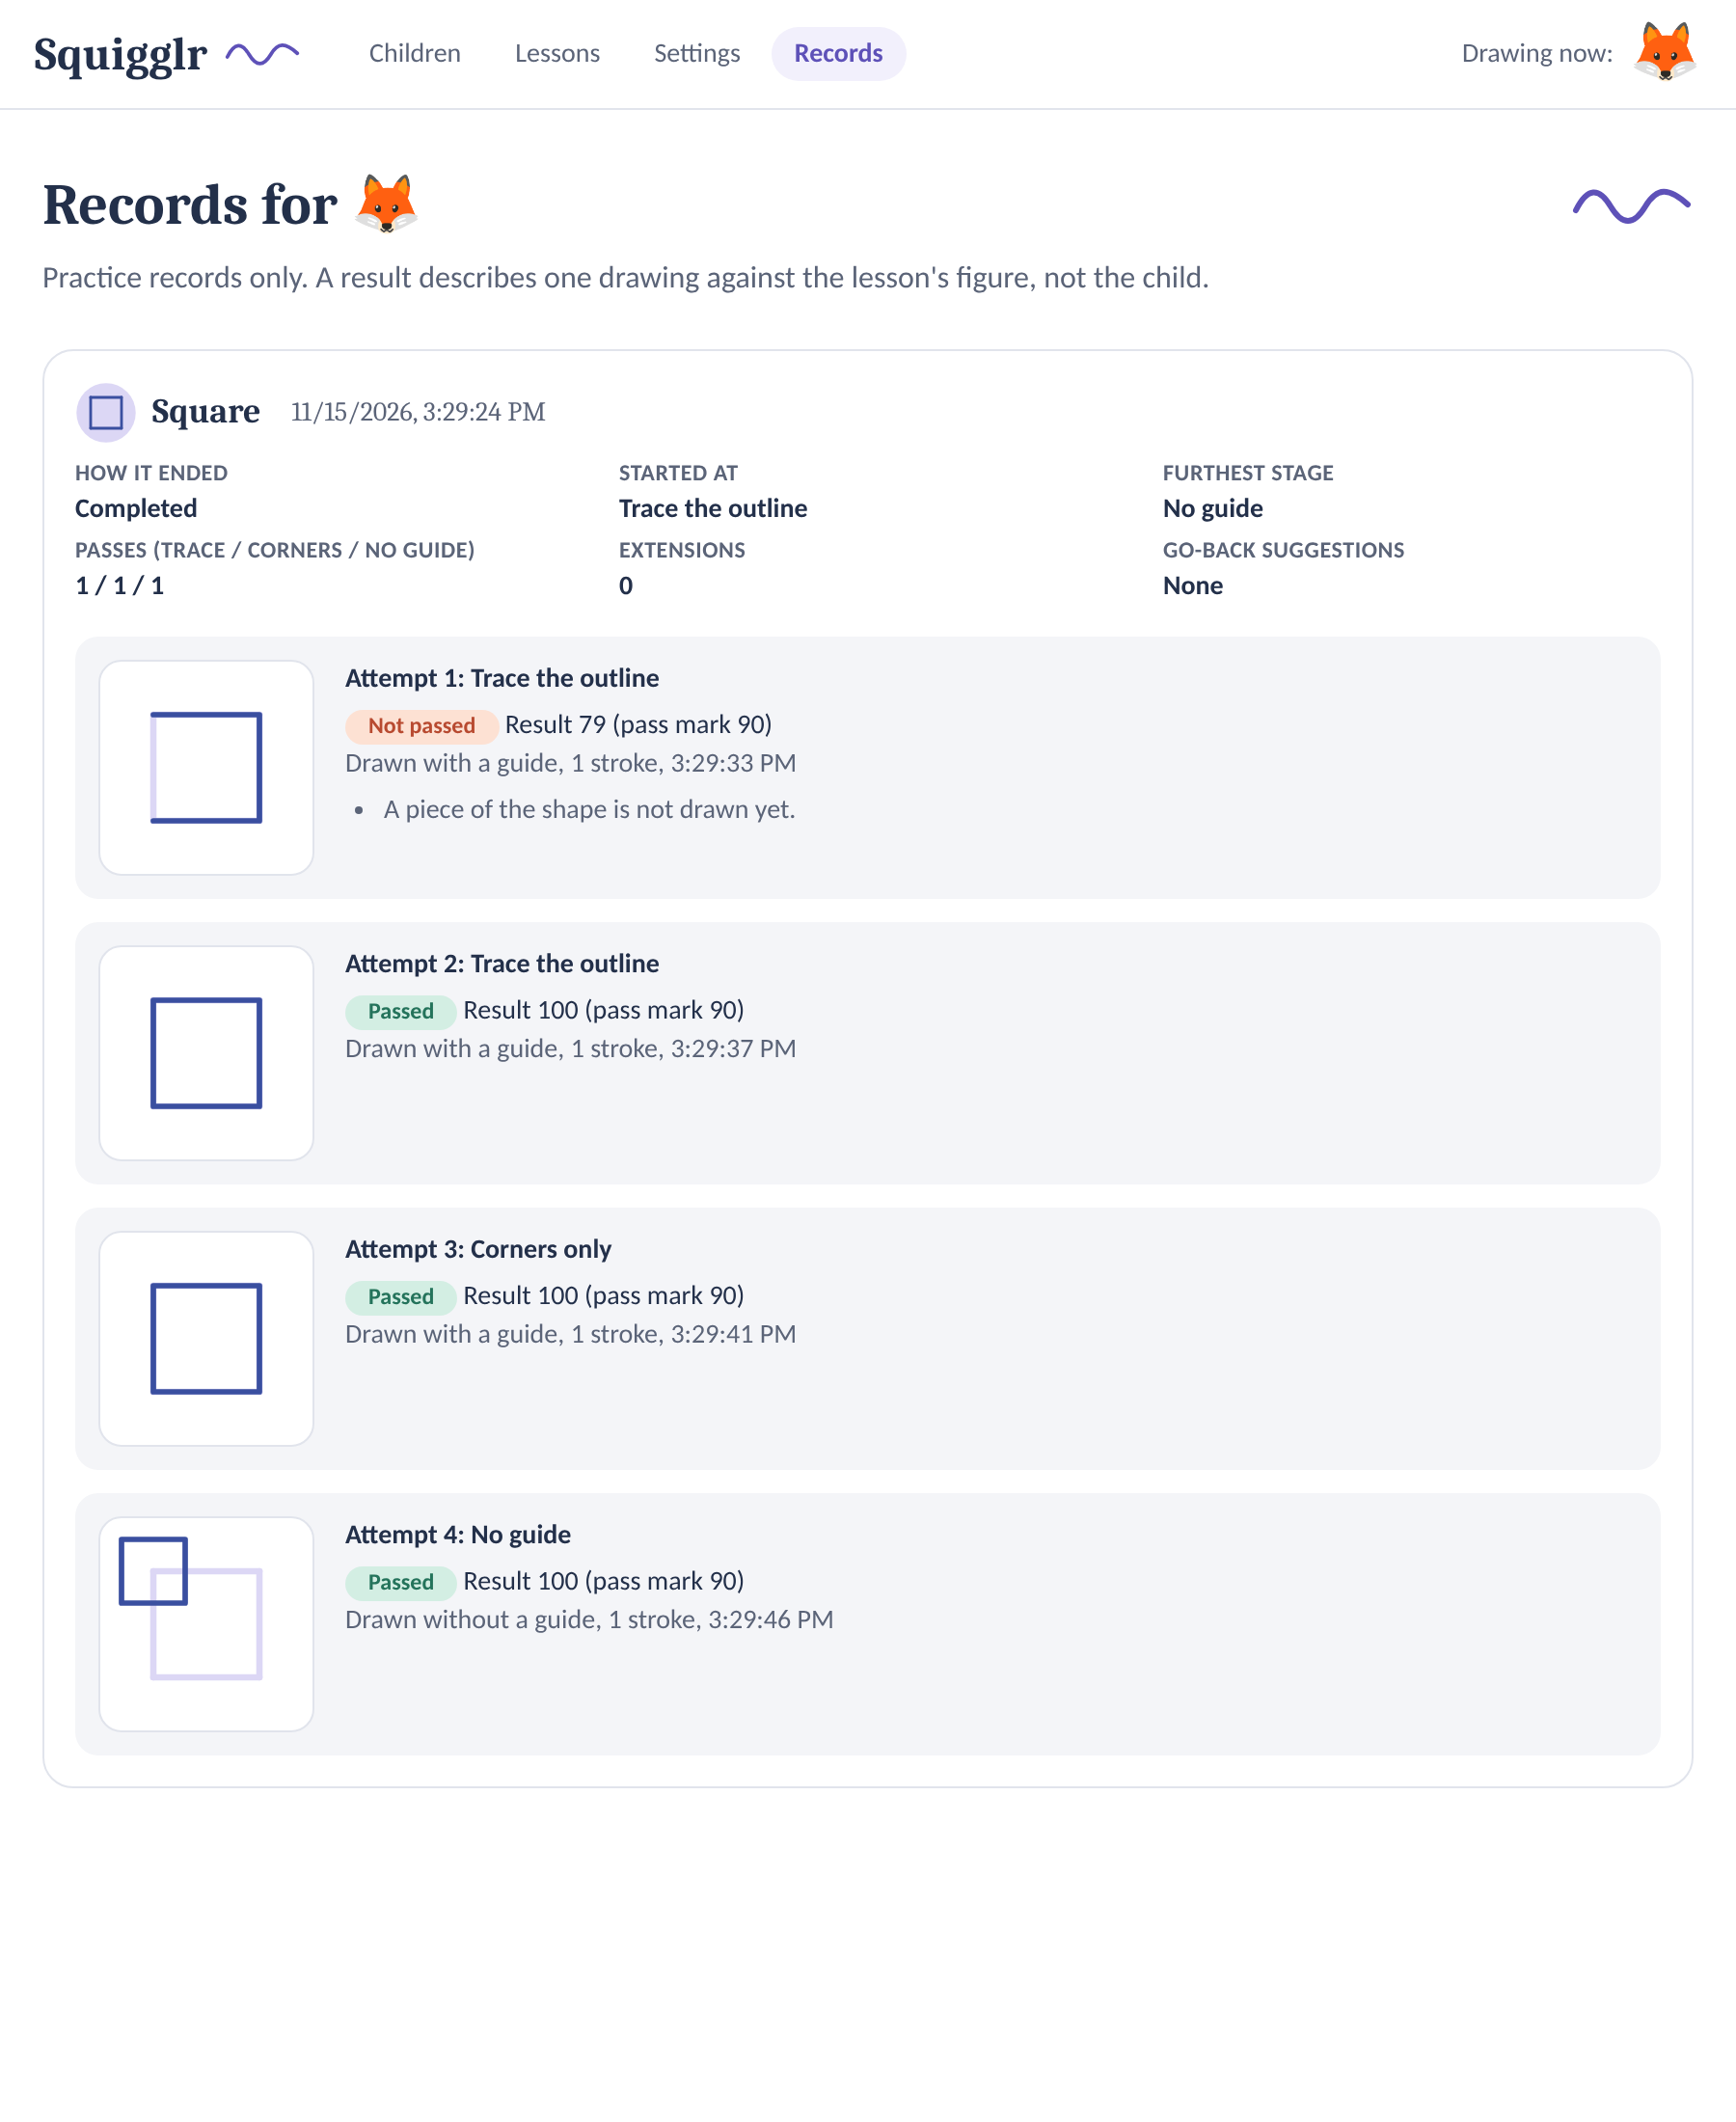 Squigglr
Children
Lessons
Settings
Records
Drawing now:
Records for
Practice records only. A result describes one drawing against the lesson's figure, not the child.
Square 11/15/2026, 3:29:24 PM
HOW IT ENDED
Completed
STARTED AT
Trace the outline
FURTHEST STAGE
No guide
PASSES (TRACE / CORNERS / NO GUIDE)
1 / 1 / 1
EXTENSIONS
0
GO-BACK SUGGESTIONS
None
Attempt 1: Trace the outline
Not passed Result 79 (pass mark 90)
Drawn with a guide, 1 stroke, 3:29:33 PM
• A piece of the shape is not drawn yet.
Attempt 2: Trace the outline
Passed Result 100 (pass mark 90)
Drawn with a guide, 1 stroke, 3:29:37 PM
Attempt 3: Corners only
Passed Result 100 (pass mark 90)
Drawn with a guide, 1 stroke, 3:29:41 PM
Attempt 4: No guide
Passed Result 100 (pass mark 90)
Drawn without a guide, 1 stroke, 3:29:46 PM